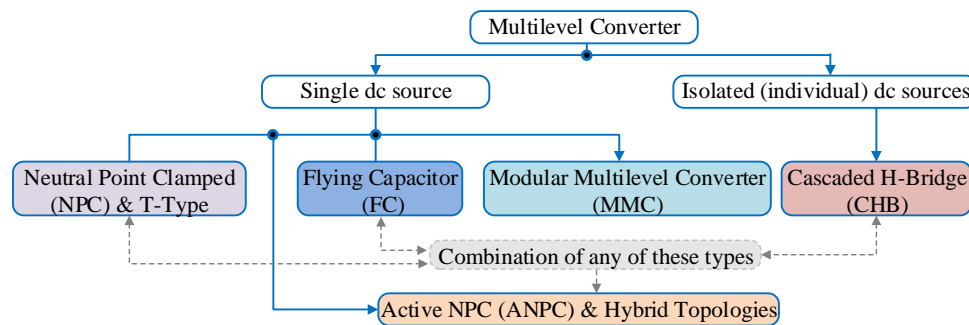 Multilevel Converter
Single dc source
Isolated (individual) dc sources
Neutral Point Clamped
(NPC) & T-Type
Flying Capacitor
(FC)
Modular Multilevel Converter
(MMC)
Cascaded H-Bridge
(CHB)
Combination of any of these types
Active NPC (ANPC) & Hybrid Topologies